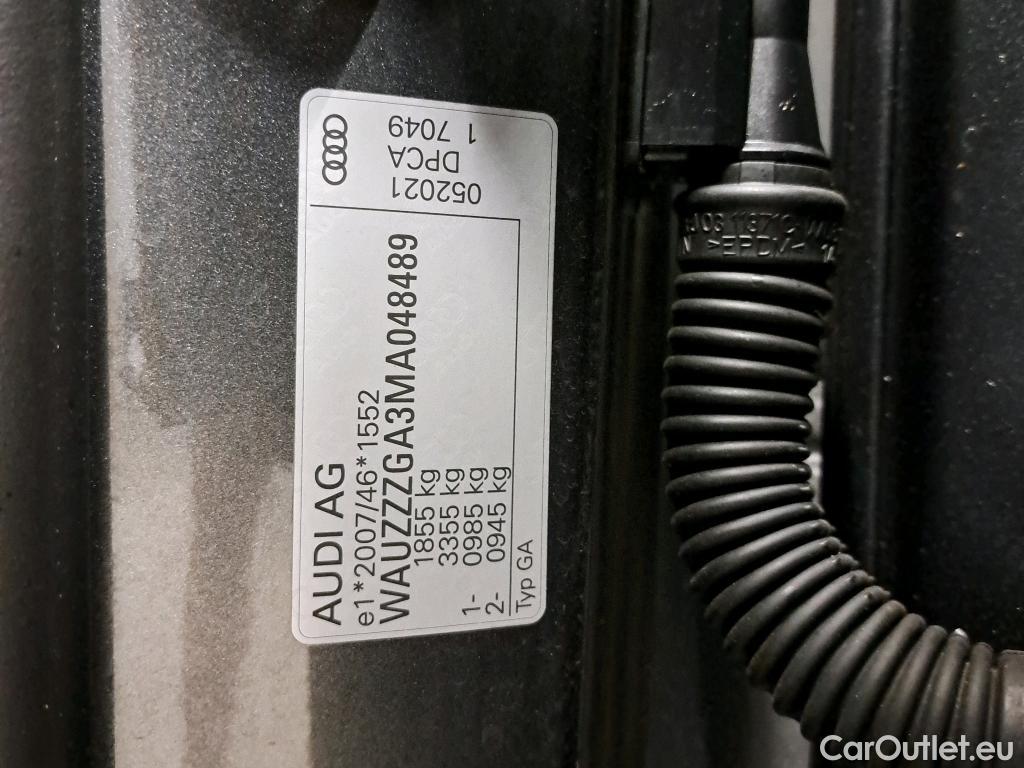 AUDI AG
e1*2007/46*1552
WAUZZZGA3MA048489
1855 kg
3355 kg
1- 0985 kg
2- 0945 kg
Typ GA
052021
DPCA
1 7049
>EPDM<
CarOutlet.eu